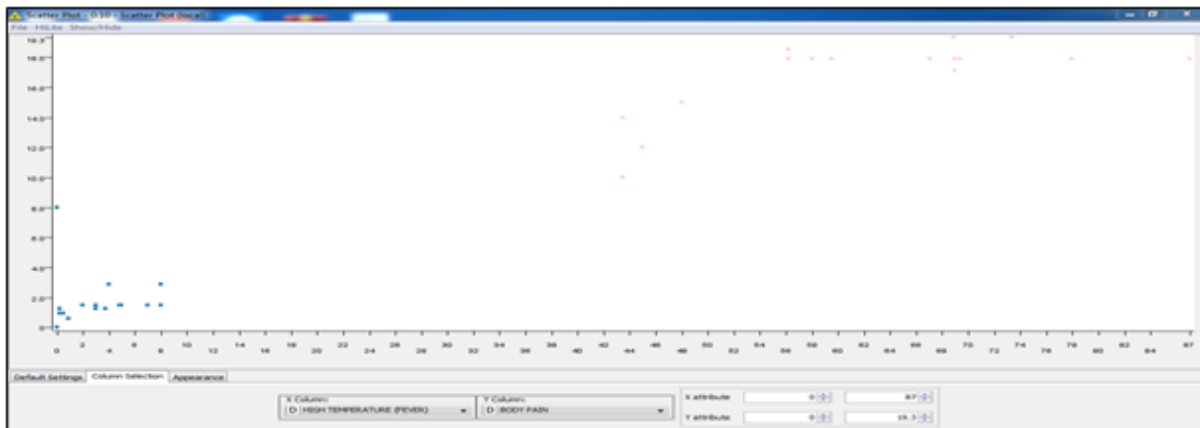 Scatter Plot - 0:10 - Scatter Plot (local)
File HiLite Show/Hide
19.3
18.0
16.0
14.0
12.0
10.0
8.0
6.0
4.0
2.0
0
0 2 4 6 8 10 12 14 16 18 20 22 24 26 28 30 32 34 36 38 40 42 44 46 48 50 52 54 56 58 60 62 64 66 68 70 72 74 76 78 80 82 84 87
Default Settings Column Selection Appearance
X Column: Y Column: X attribute 0 87
D HIGH TEMPERATURE (FEVER) D BODY PAIN Y attribute 0 19.3